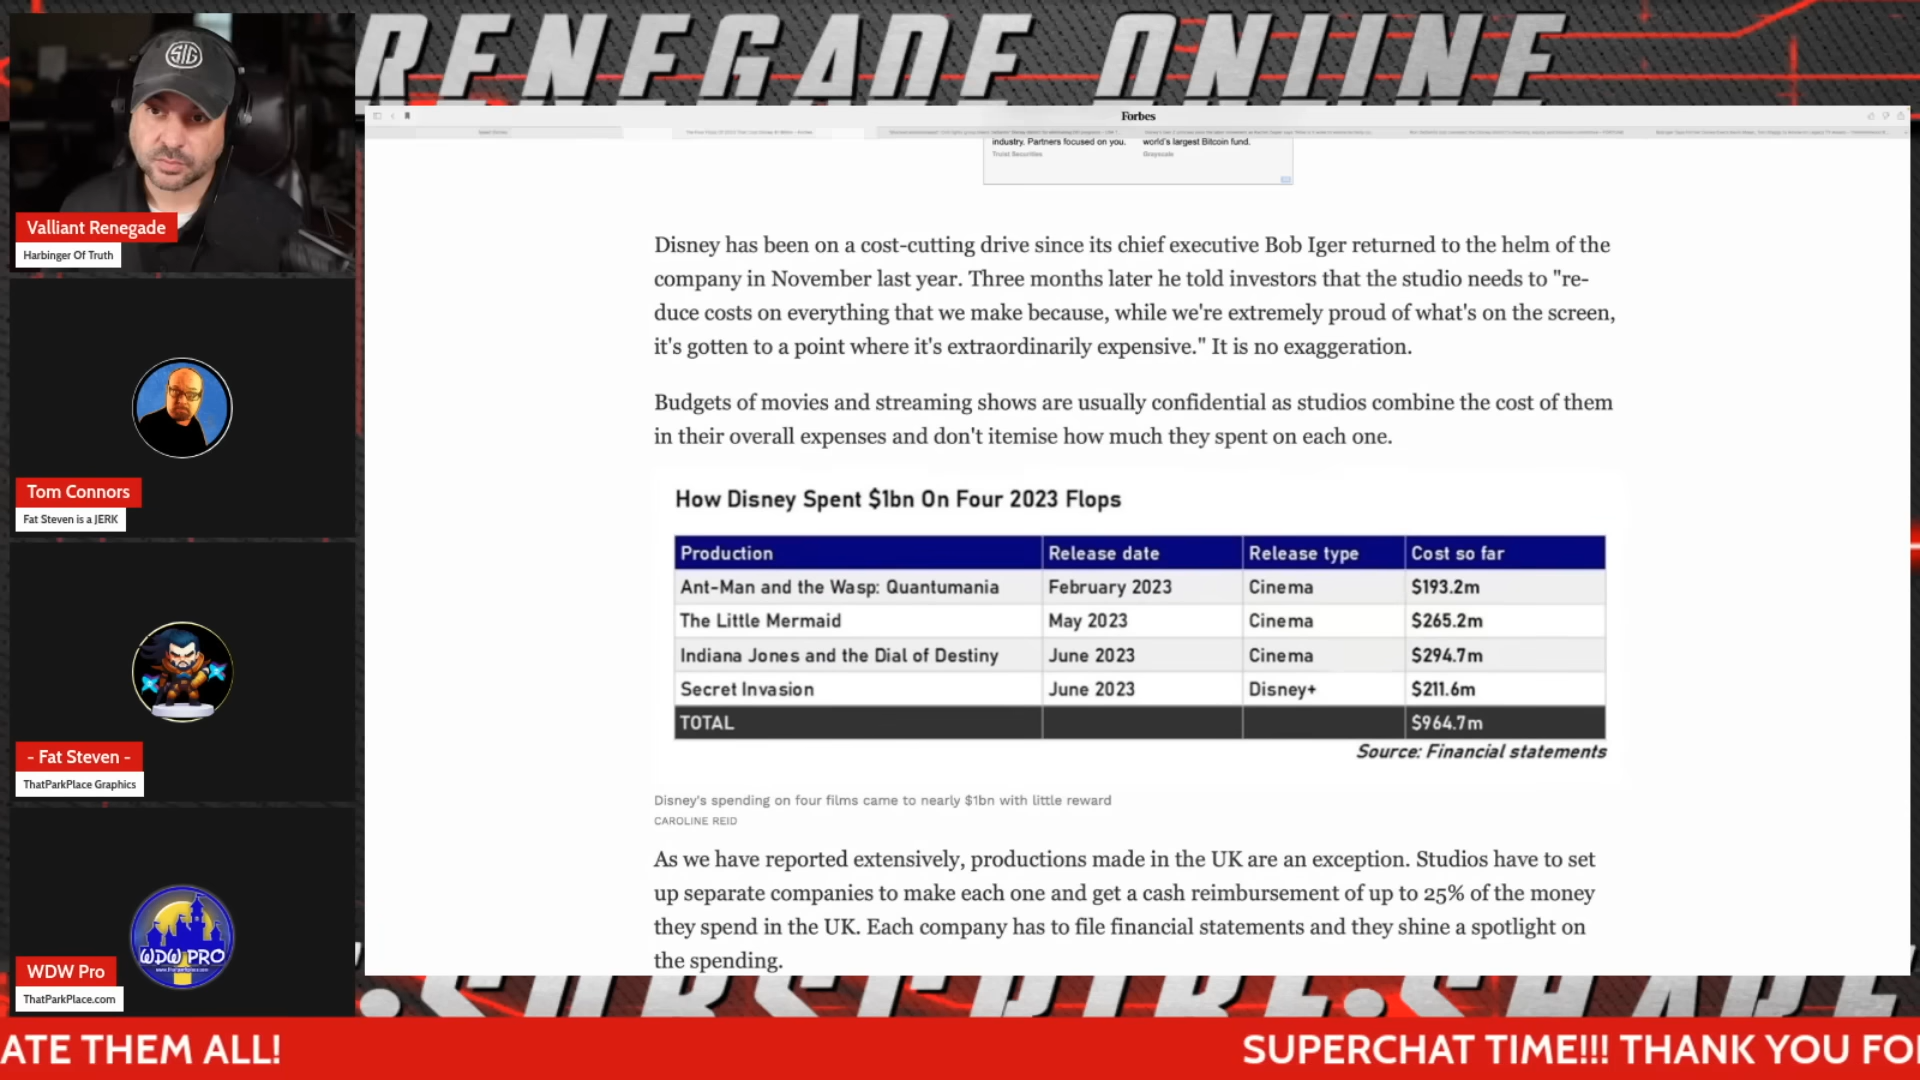 RENEGADE ONLINE
SIG
Valliant Renegade
Harbinger Of Truth
Tom Connors
Fat Steven is a JERK
- Fat Steven -
ThatParkPlace Graphics
WDW PRO
WDW Pro
ThatParkPlace.com
Forbes
industry. Partners focused on you.
Truist Securities
world's largest Bitcoin fund.
Grayscale
Disney has been on a cost-cutting drive since its chief executive Bob Iger returned to the helm of the
company in November last year. Three months later he told investors that the studio needs to "re-
duce costs on everything that we make because, while we're extremely proud of what's on the screen,
it's gotten to a point where it's extraordinarily expensive." It is no exaggeration.
Budgets of movies and streaming shows are usually confidential as studios combine the cost of them
in their overall expenses and don't itemise how much they spent on each one.
How Disney Spent $1bn On Four 2023 Flops
Production Release date Release type Cost so far
Ant-Man and the Wasp: Quantumania February 2023 Cinema $193.2m
The Little Mermaid May 2023 Cinema $265.2m
Indiana Jones and the Dial of Destiny June 2023 Cinema $294.7m
Secret Invasion June 2023 Disney+ $211.6m
TOTAL $964.7m
Source: Financial statements
Disney's spending on four films came to nearly $1bn with little reward
CAROLINE REID
As we have reported extensively, productions made in the UK are an exception. Studios have to set
up separate companies to make each one and get a cash reimbursement of up to 25% of the money
they spend in the UK. Each company has to file financial statements and they shine a spotlight on
the spending.
SUBSCRIBE SHARE
ATE THEM ALL! SUPERCHAT TIME!!! THANK YOU FO